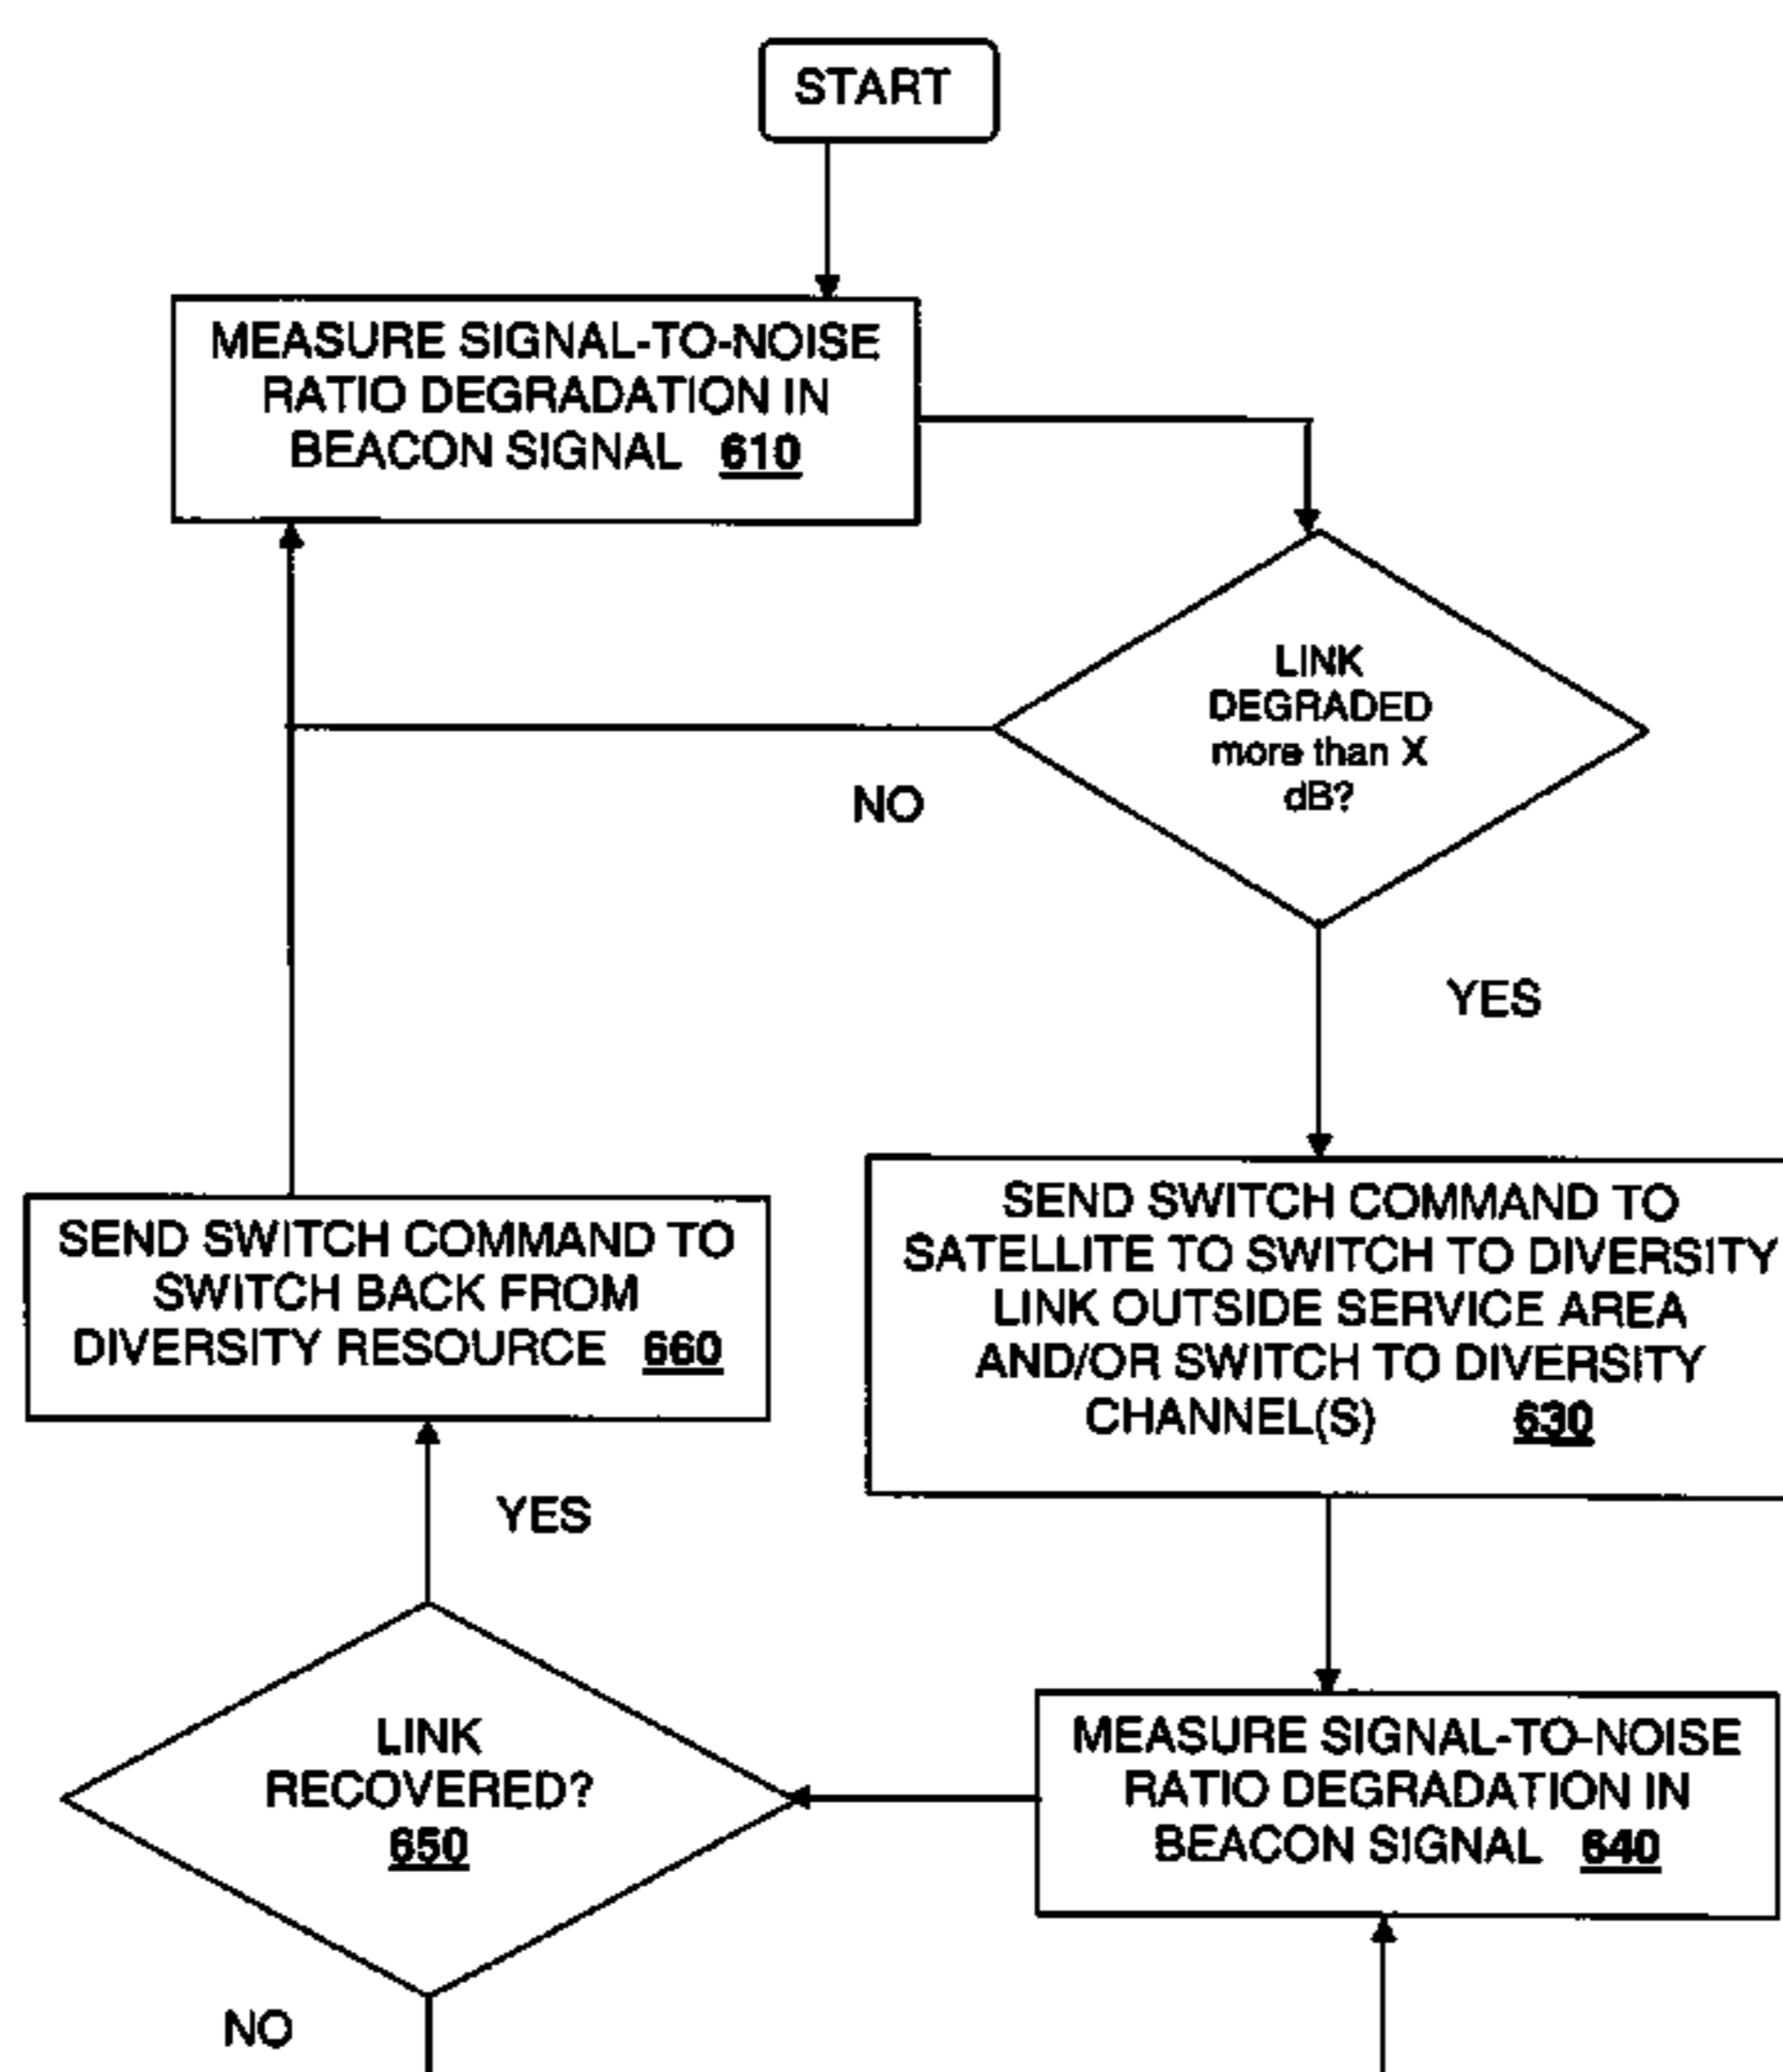 START
MEASURE SIGNAL-TO-NOISE
RATIO DEGRADATION IN
BEACON SIGNAL 610
LINK
DEGRADED
more than X
dB?
NO
YES
SEND SWITCH COMMAND TO
SATELLITE TO SWITCH TO DIVERSITY
LINK OUTSIDE SERVICE AREA
AND/OR SWITCH TO DIVERSITY
CHANNEL(S) 630
SEND SWITCH COMMAND TO
SWITCH BACK FROM
DIVERSITY RESOURCE 660
YES
MEASURE SIGNAL-TO-NOISE
RATIO DEGRADATION IN
BEACON SIGNAL 640
LINK
RECOVERED?
650
NO